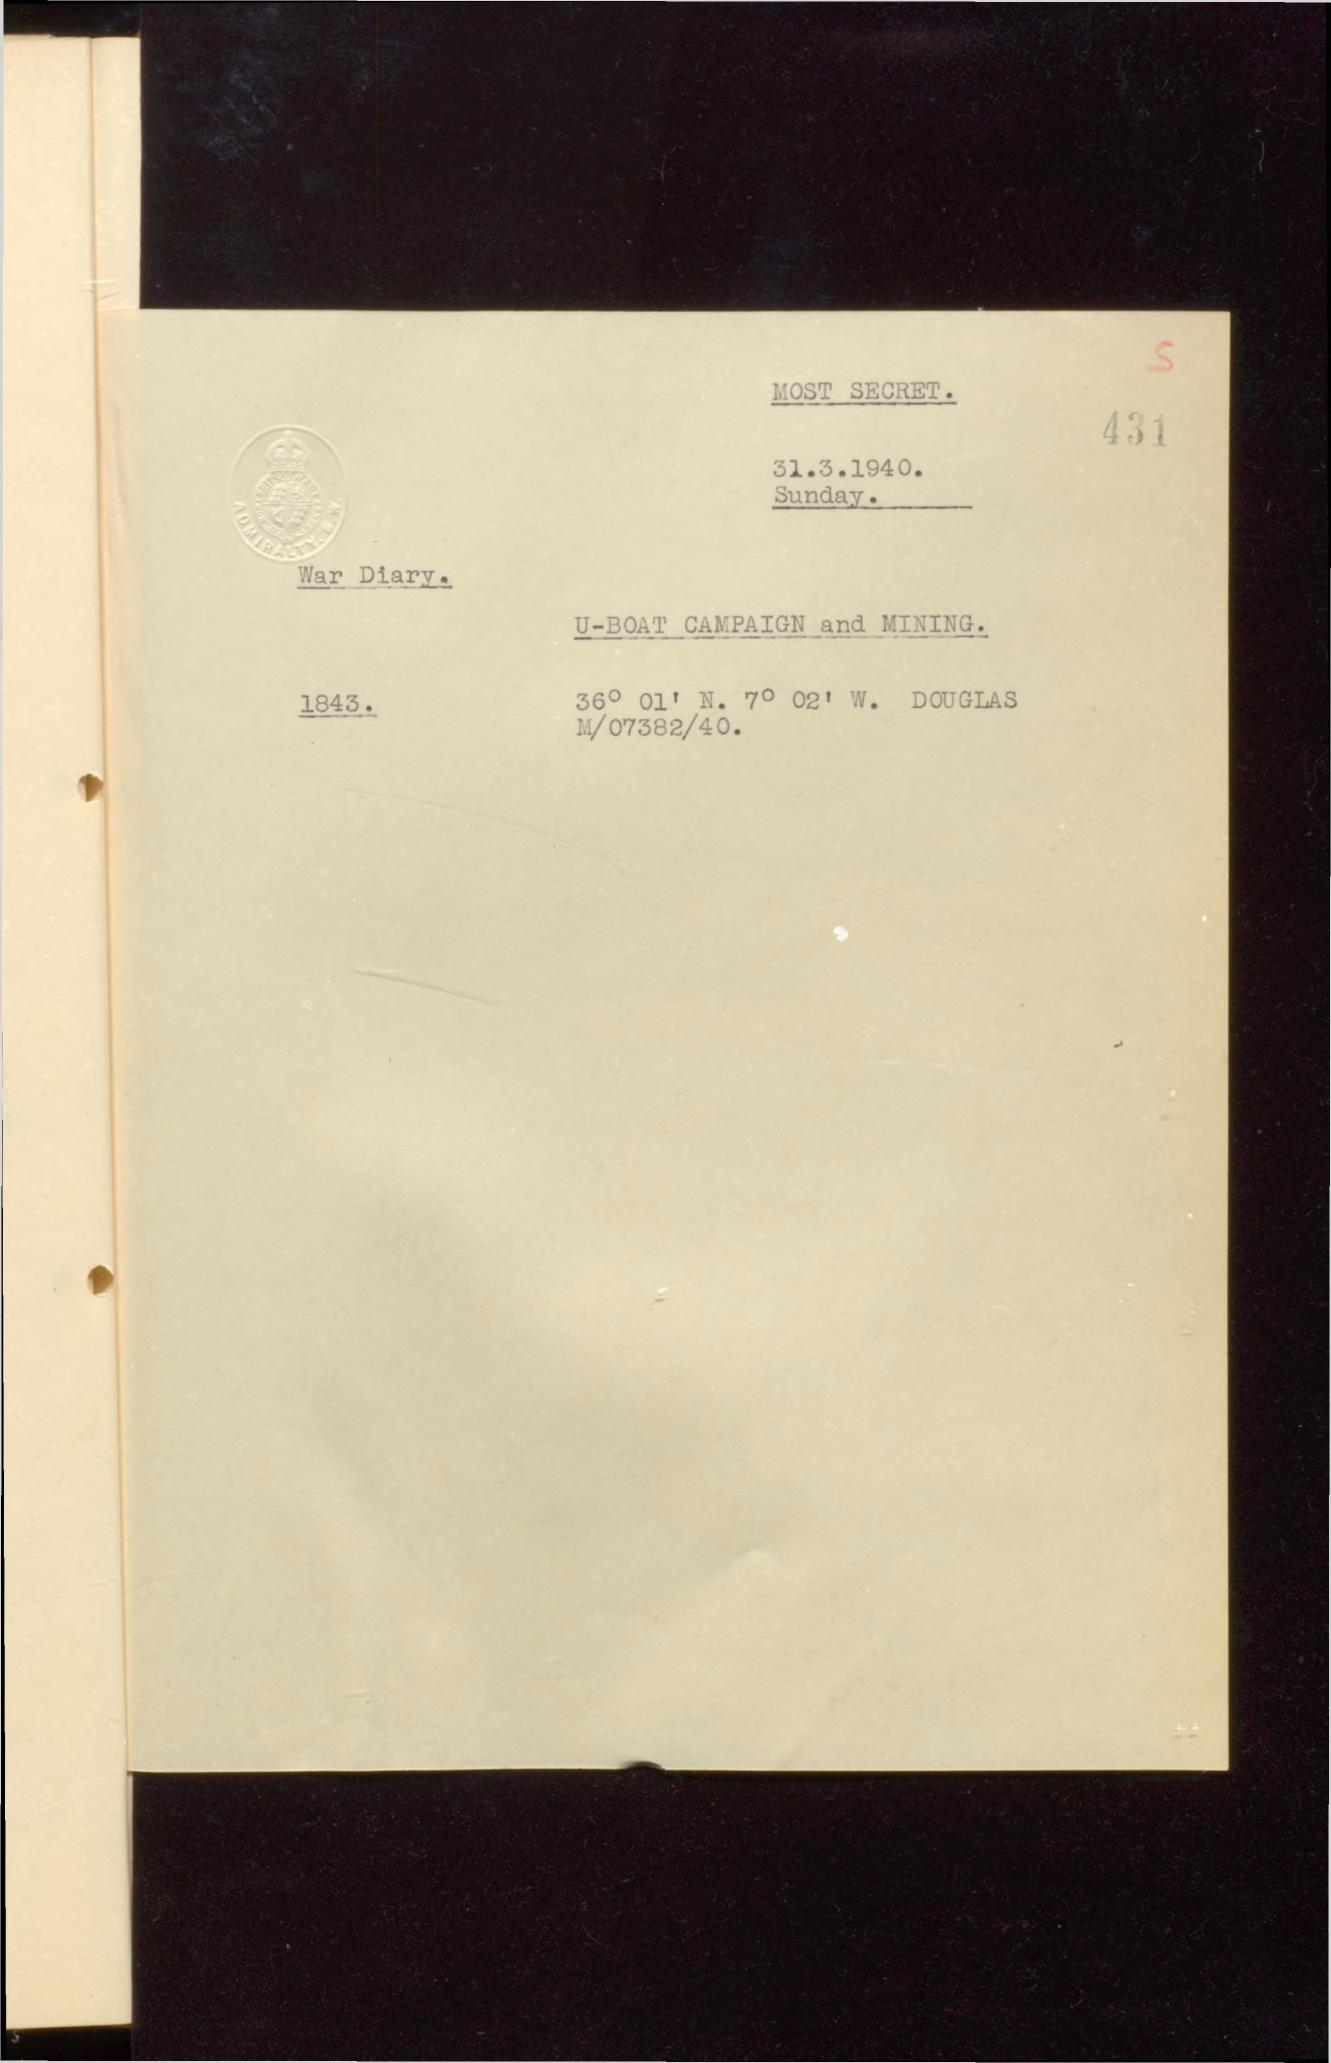 S
MOST SECRET.
431
31.3.1940.
Sunday.
ADMIRALTY. S.W.
War Diary.
U-BOAT CAMPAIGN and MINING.
1843. 36° 01' N. 7° 02' W. DOUGLAS
M/07382/40.